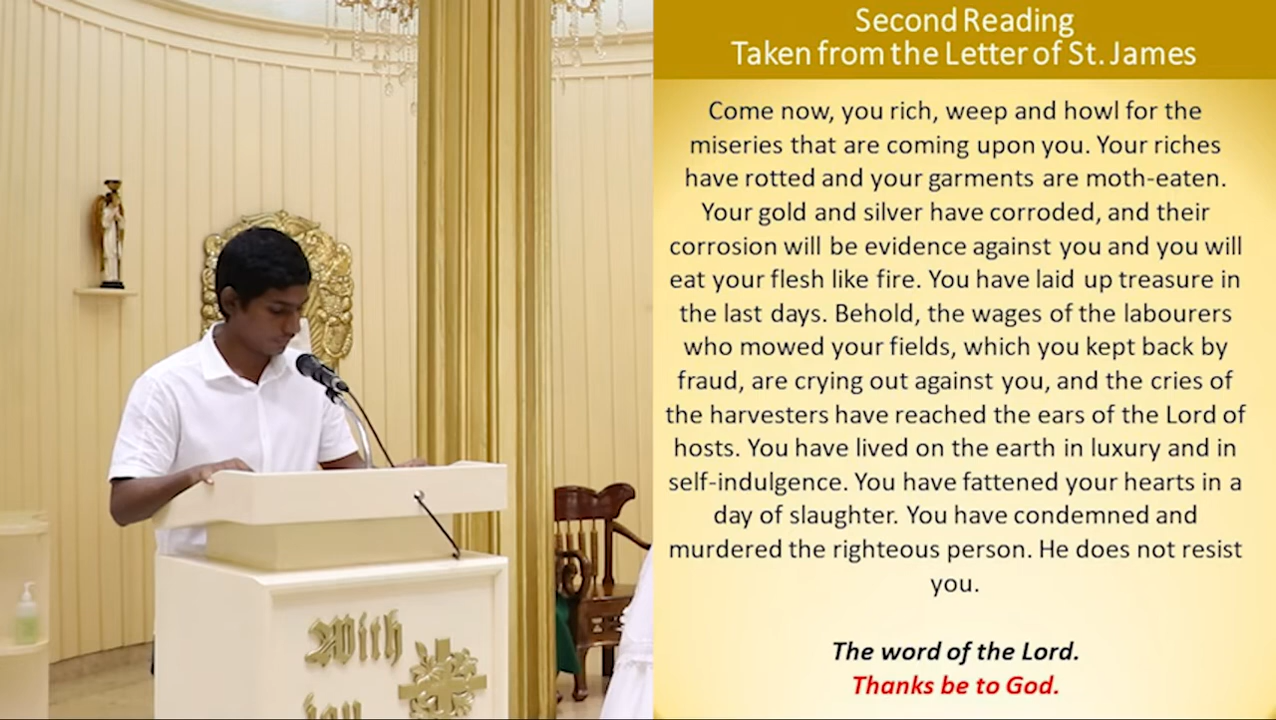 Second Reading
Taken from the Letter of St. James
Come now, you rich, weep and howl for the
miseries that are coming upon you. Your riches
have rotted and your garments are moth-eaten.
Your gold and silver have corroded, and their
corrosion will be evidence against you and you will
eat your flesh like fire. You have laid up treasure in
the last days. Behold, the wages of the labourers
who mowed your fields, which you kept back by
fraud, are crying out against you, and the cries of
the harvesters have reached the ears of the Lord of
hosts. You have lived on the earth in luxury and in
self-indulgence. You have fattened your hearts in a
day of slaughter. You have condemned and
murdered the righteous person. He does not resist
you.
The word of the Lord.
Thanks be to God.
With